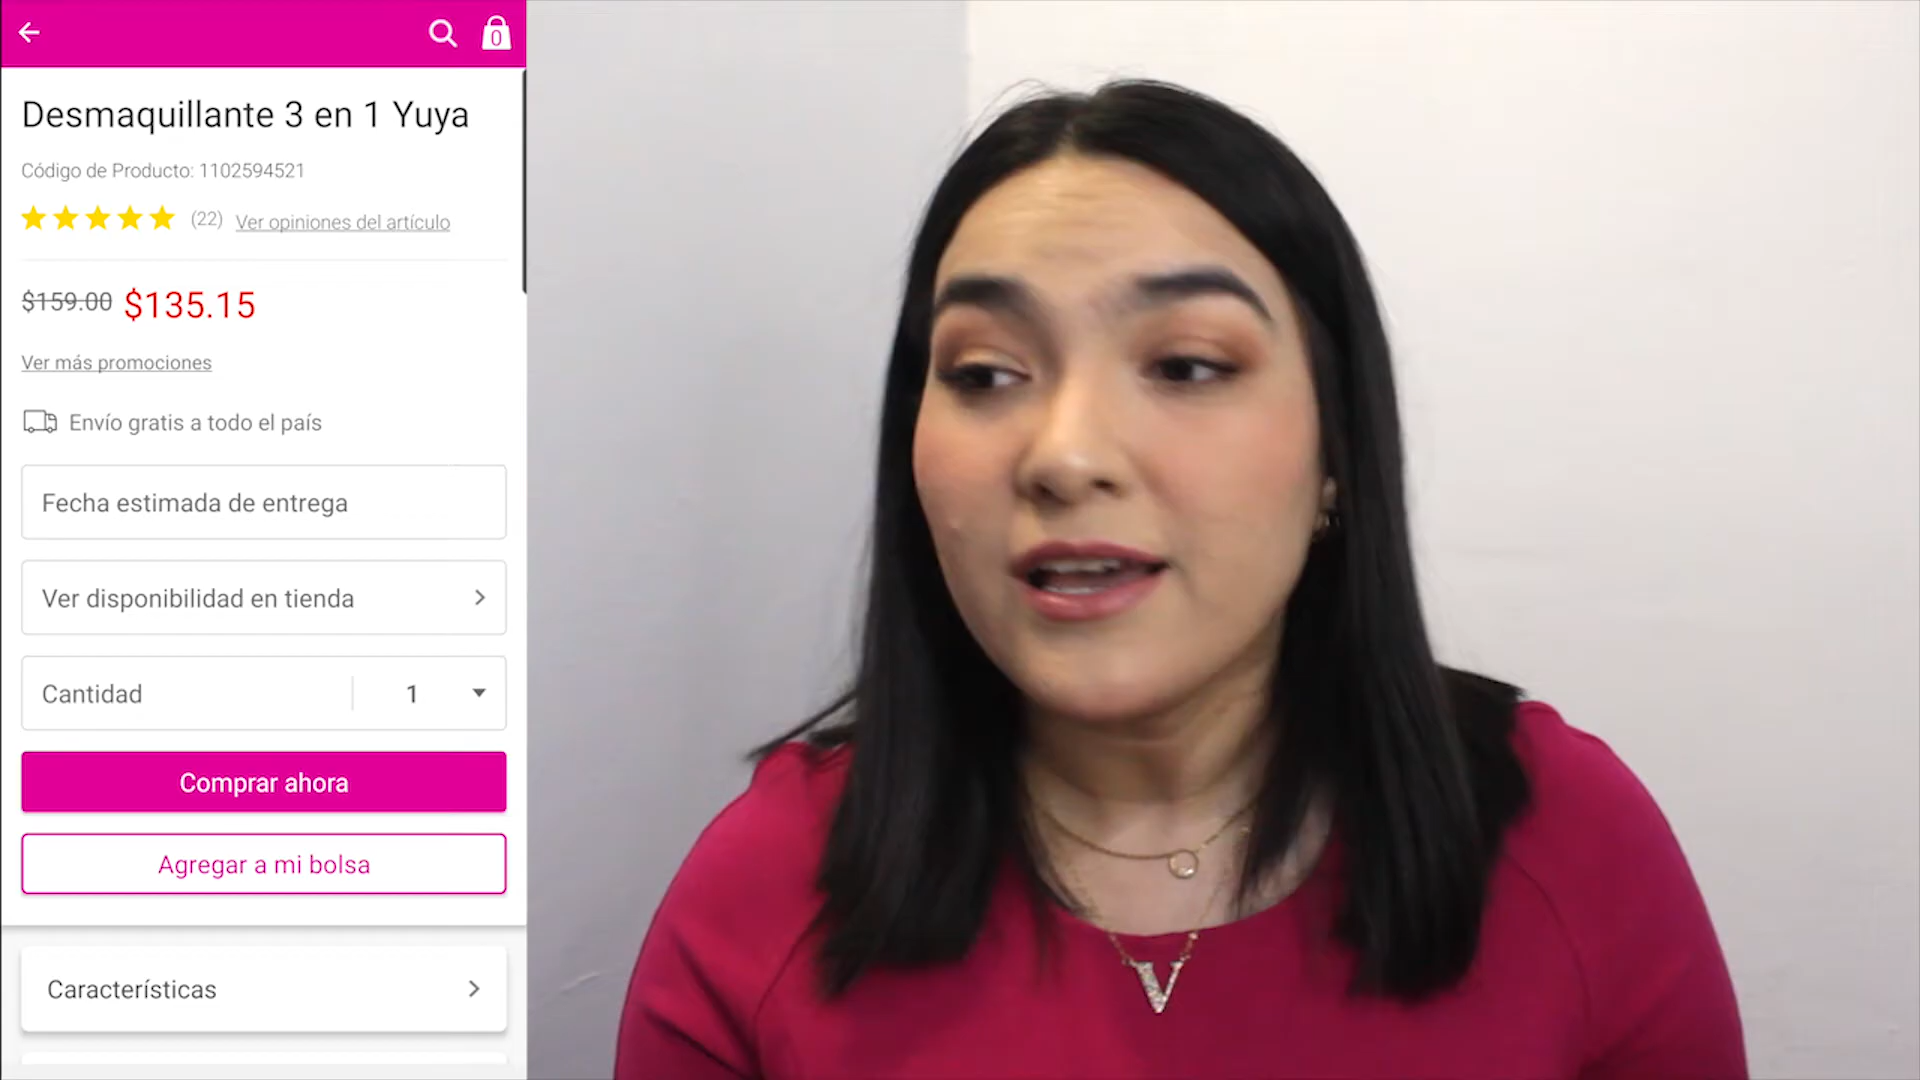 0
Desmaquillante 3 en 1 Yuya
Código de Producto: 1102594521
(22) Ver opiniones del artículo
$159.00 $135.15
Ver más promociones
Envío gratis a todo el país
Fecha estimada de entrega
Ver disponibilidad en tienda
Cantidad 1
Comprar ahora
Agregar a mi bolsa
Características
V